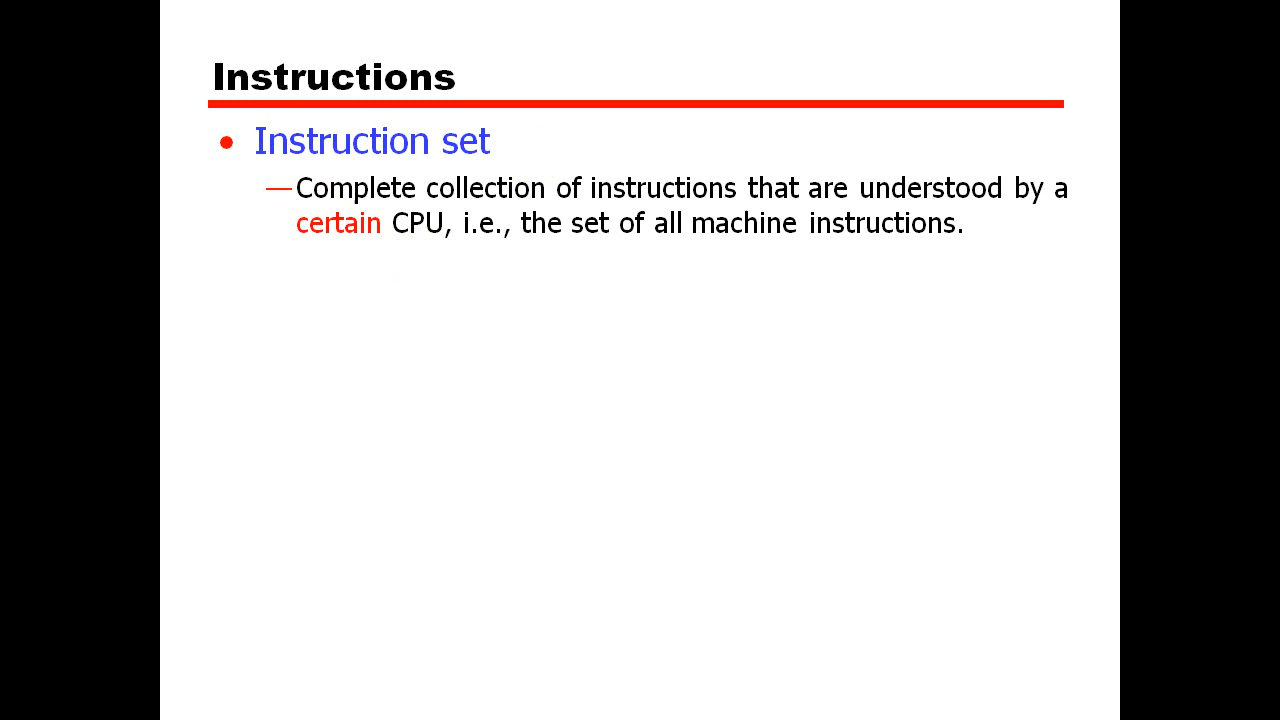 Instructions
• Instruction set
—Complete collection of instructions that are understood by a
certain CPU, i.e., the set of all machine instructions.